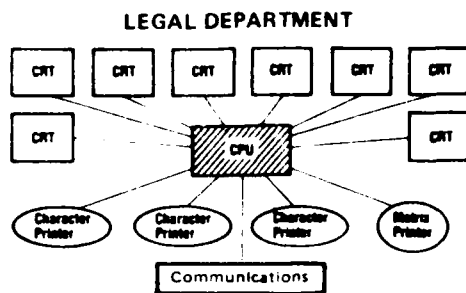 LEGAL DEPARTMENT
CRT CRT CRT CRT CRT CRT
CRT CPU CRT
Character Character Character Matrix
Printer Printer Printer Printer
Communications